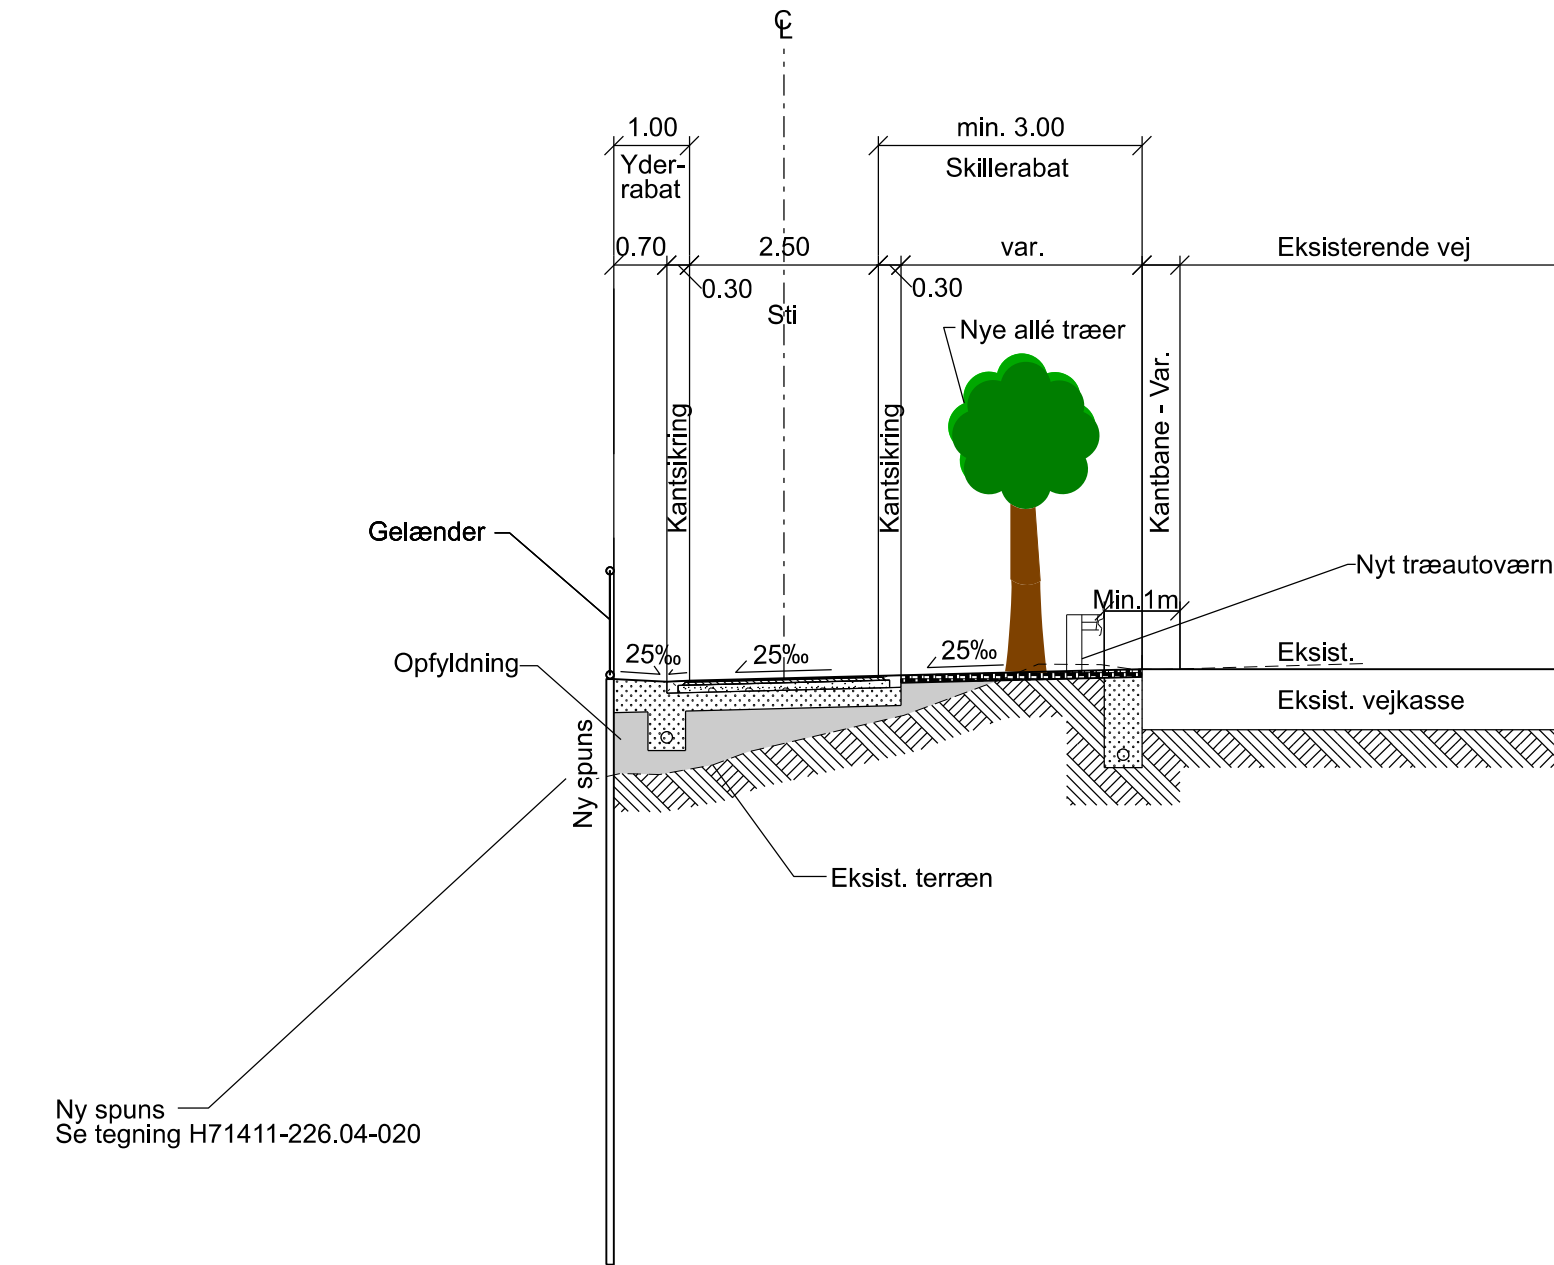 ℄
1.00
min. 3.00
Yder-
rabat
Skillerabat
0.70
2.50
var.
Eksisterende vej
0.30
0.30
Sti
Nye allé træer
Kantsikring
Kantsikring
Kantbane - Var.
Gelænder
Nyt træautoværn
Min.1m
Opfyldning
25‰
25‰
25‰
Eksist.
Eksist. vejkasse
Ny spuns
Eksist. terræn
Ny spuns
Se tegning H71411-226.04-020